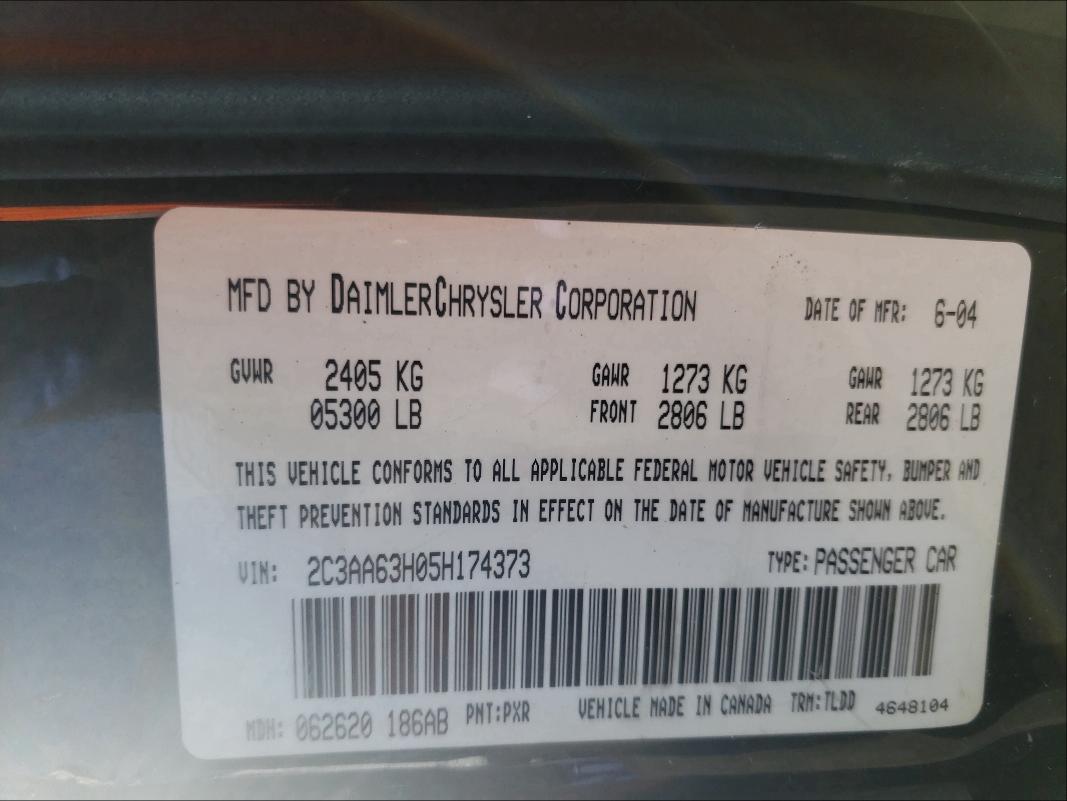 MFD BY DAIMLERCHRYSLER CORPORATION DATE OF MFR: 6-04
GVWR 2405 KG GAWR 1273 KG GAWR 1273 KG
05300 LB FRONT 2806 LB REAR 2806 LB
THIS VEHICLE CONFORMS TO ALL APPLICABLE FEDERAL MOTOR VEHICLE SAFETY, BUMPER AND
THEFT PREVENTION STANDARDS IN EFFECT ON THE DATE OF MANUFACTURE SHOWN ABOVE.
VIN: 2C3AA63H05H174373 TYPE: PASSENGER CAR
MDH: 062620 186AB PNT:PXR VEHICLE MADE IN CANADA TRM:TLDD 4648104